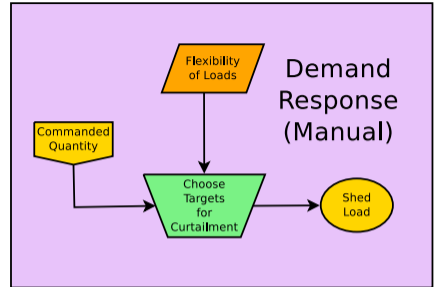 Flexibility
of Loads
Demand
Response
(Manual)
Commanded
Quantity
Choose
Targets
for
Curtailment
Shed
Load